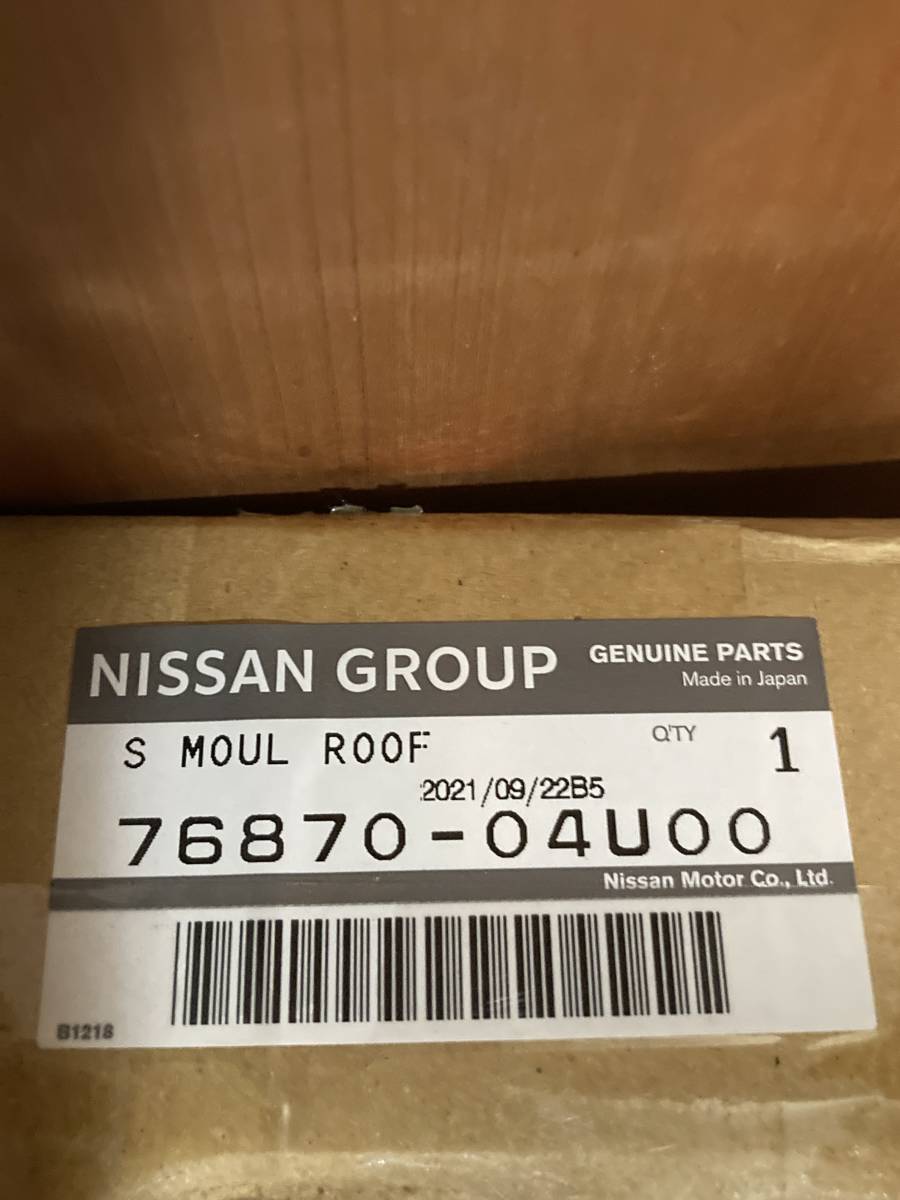 NISSAN GROUP GENUINE PARTS
Made in Japan
S MOUL ROOF Q'TY 1
2021/09/22B5
76870-04U00
Nissan Motor Co., Ltd.
B1218